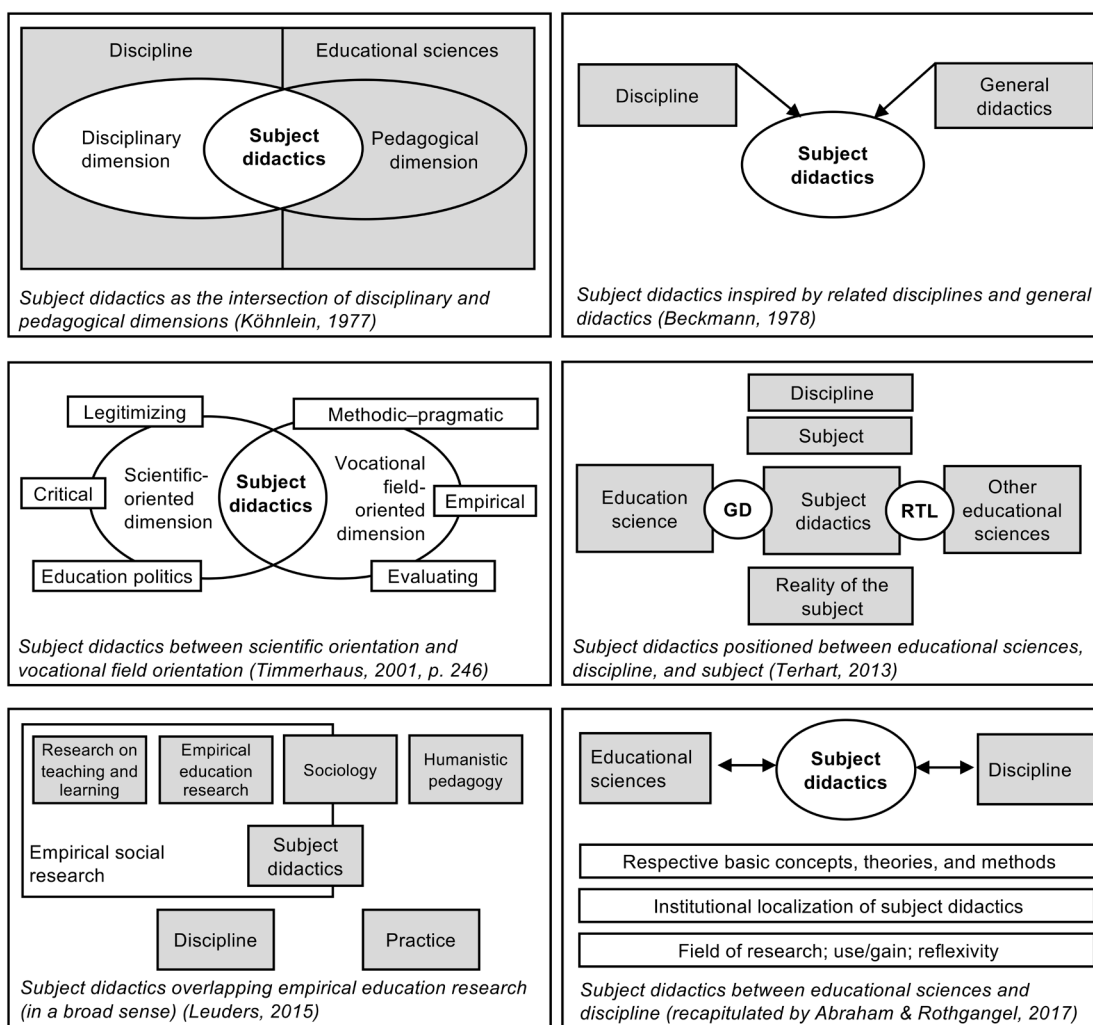 Discipline
Educational sciences
Disciplinary
dimension
Subject
didactics
Pedagogical
dimension
Subject didactics as the intersection of disciplinary and
pedagogical dimensions (Köhnlein, 1977)
Discipline
General
didactics
Subject
didactics
Subject didactics inspired by related disciplines and general
didactics (Beckmann, 1978)
Legitimizing
Methodic–pragmatic
Critical
Scientific-
oriented
dimension
Subject
didactics
Vocational
field-
oriented
dimension
Empirical
Education politics
Evaluating
Subject didactics between scientific orientation and
vocational field orientation (Timmerhaus, 2001, p. 246)
Discipline
Subject
Education
science
GD
Subject
didactics
RTL
Other
educational
sciences
Reality of the
subject
Subject didactics positioned between educational sciences,
discipline, and subject (Terhart, 2013)
Research on
teaching and
learning
Empirical
education
research
Sociology
Humanistic
pedagogy
Empirical social
research
Subject
didactics
Discipline
Practice
Subject didactics overlapping empirical education research
(in a broad sense) (Leuders, 2015)
Educational
sciences
Subject
didactics
Discipline
Respective basic concepts, theories, and methods
Institutional localization of subject didactics
Field of research; use/gain; reflexivity
Subject didactics between educational sciences and
discipline (recapitulated by Abraham & Rothgangel, 2017)